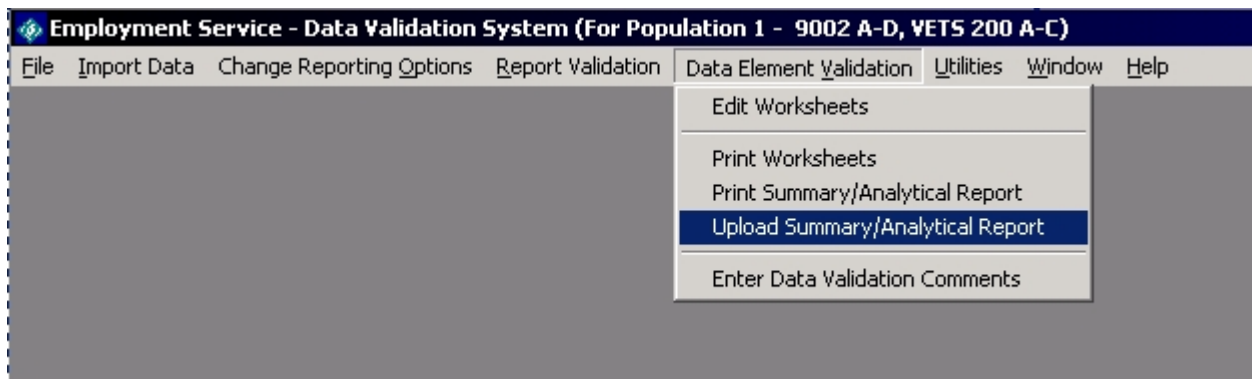 Employment Service - Data Validation System (For Population 1 - 9002 A-D, VETS 200 A-C)
File Import Data Change Reporting Options Report Validation Data Element Validation Utilities Window Help
Edit Worksheets
Print Worksheets
Print Summary/Analytical Report
Upload Summary/Analytical Report
Enter Data Validation Comments